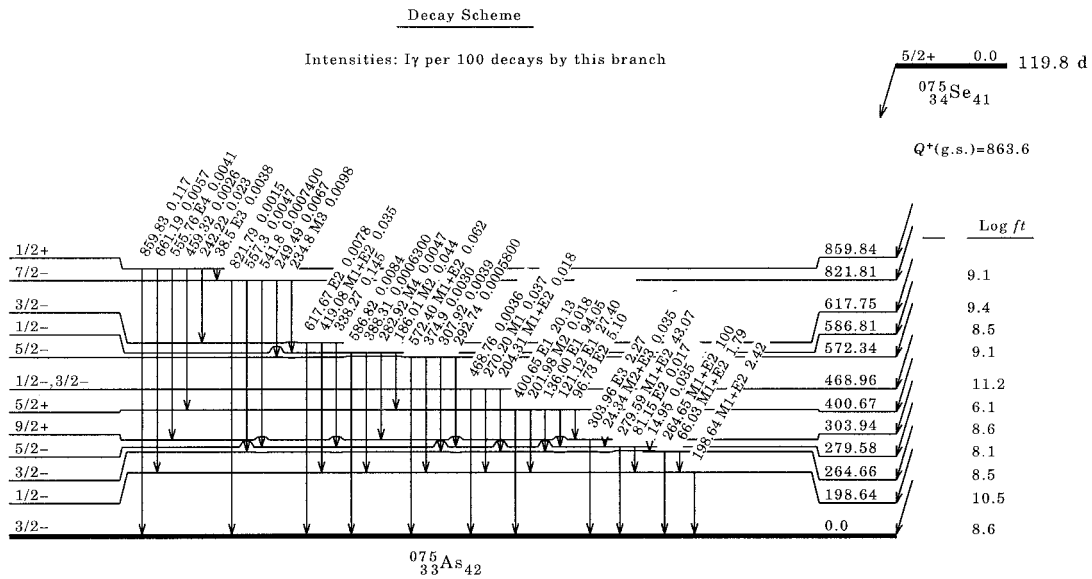 Decay Scheme
Intensities: Iγ per 100 decays by this branch
5/2+ 0.0 119.8 d
075 34 Se 41
Q+(g.s.)=863.6
Log ft
859.83 0.117
661.19 0.0057
555.76 E4 0.0041
459.32 0.0026
242.22 0.023
38.5 E3 0.0038
821.79 0.0015
557.3 0.0047
541.8 0.0007400
249.49 0.0067
234.8 M3 0.0098
617.67 E2 0.0078
419.08 M1+E2 0.035
338.27 0.145
586.82 0.0084
388.31 0.0006300
282.92 M4 0.0047
186.01 M2 0.044
572.40 M1+E2 0.062
374.9 0.0030
307.92 0.0039
292.74 0.0005800
468.76 0.0036
270.20 M1 0.037
204.31 M1+E2 0.018
400.65 E1 20.13
201.98 M2 0.018
136.00 E1 94.05
121.12 E1 27.40
96.73 E2 5.10
303.96 E3 2.27
24.34 M2+E3 0.035
279.59 M1+E2 43.07
81.15 E2 0.017
14.95 0.035
264.65 M1+E2 100
66.03 M1+E2 1.79
198.64 M1+E2 2.42
1/2+ 859.84
7/2− 821.81 9.1
3/2− 617.75 9.4
1/2− 586.81 8.5
5/2− 572.34 9.1
1/2−,3/2− 468.96 11.2
5/2+ 400.67 6.1
9/2+ 303.94 8.6
5/2− 279.58 8.1
3/2− 264.66 8.5
1/2− 198.64 10.5
3/2− 0.0 8.6
075 33 As 42